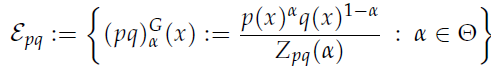 $\mathcal{E}_{pq} := \left\{ (pq)^G_\alpha(x) := \frac{p(x)^\alpha q(x)^{1-\alpha}}{Z_{pq}(\alpha)} \; : \; \alpha \in \Theta \right\}$